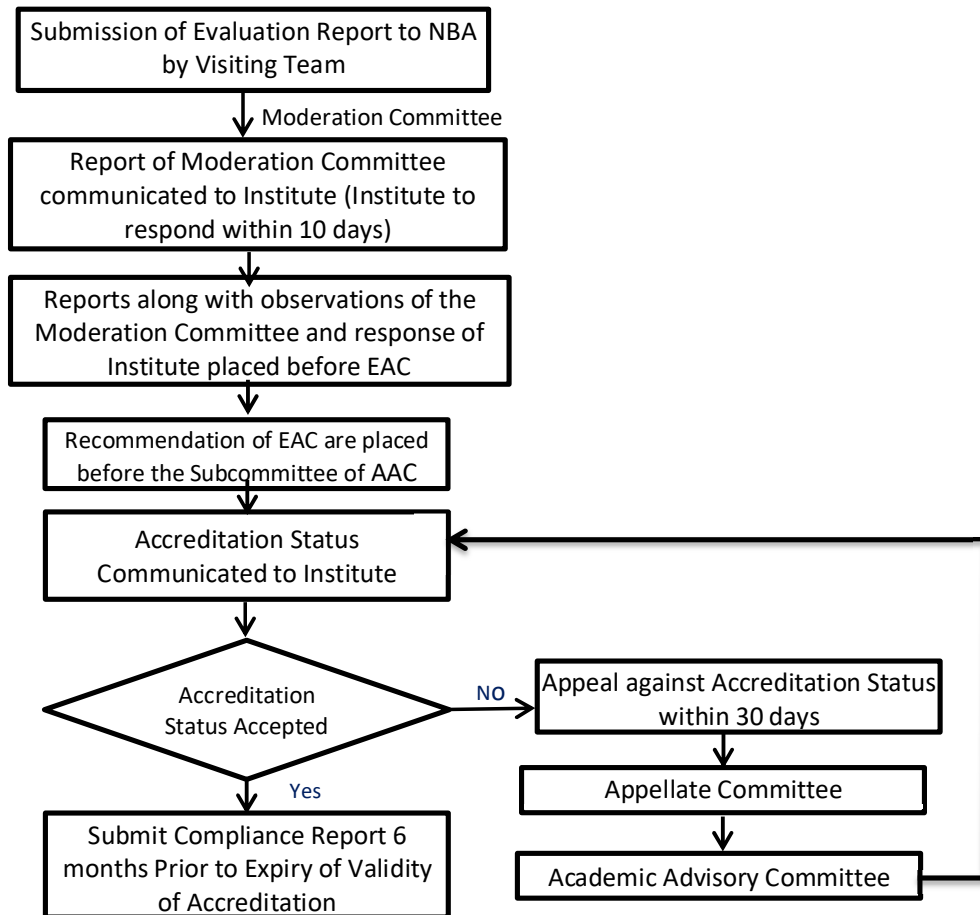 Submission of Evaluation Report to NBA
by Visiting Team
Moderation Committee
Report of Moderation Committee
communicated to Institute (Institute to
respond within 10 days)
Reports along with observations of the
Moderation Committee and response of
Institute placed before EAC
Recommendation of EAC are placed
before the Subcommittee of AAC
Accreditation Status
Communicated to Institute
Accreditation
Status Accepted
NO
Appeal against Accreditation Status
within 30 days
Appellate Committee
Academic Advisory Committee
Yes
Submit Compliance Report 6
months Prior to Expiry of Validity
of Accreditation